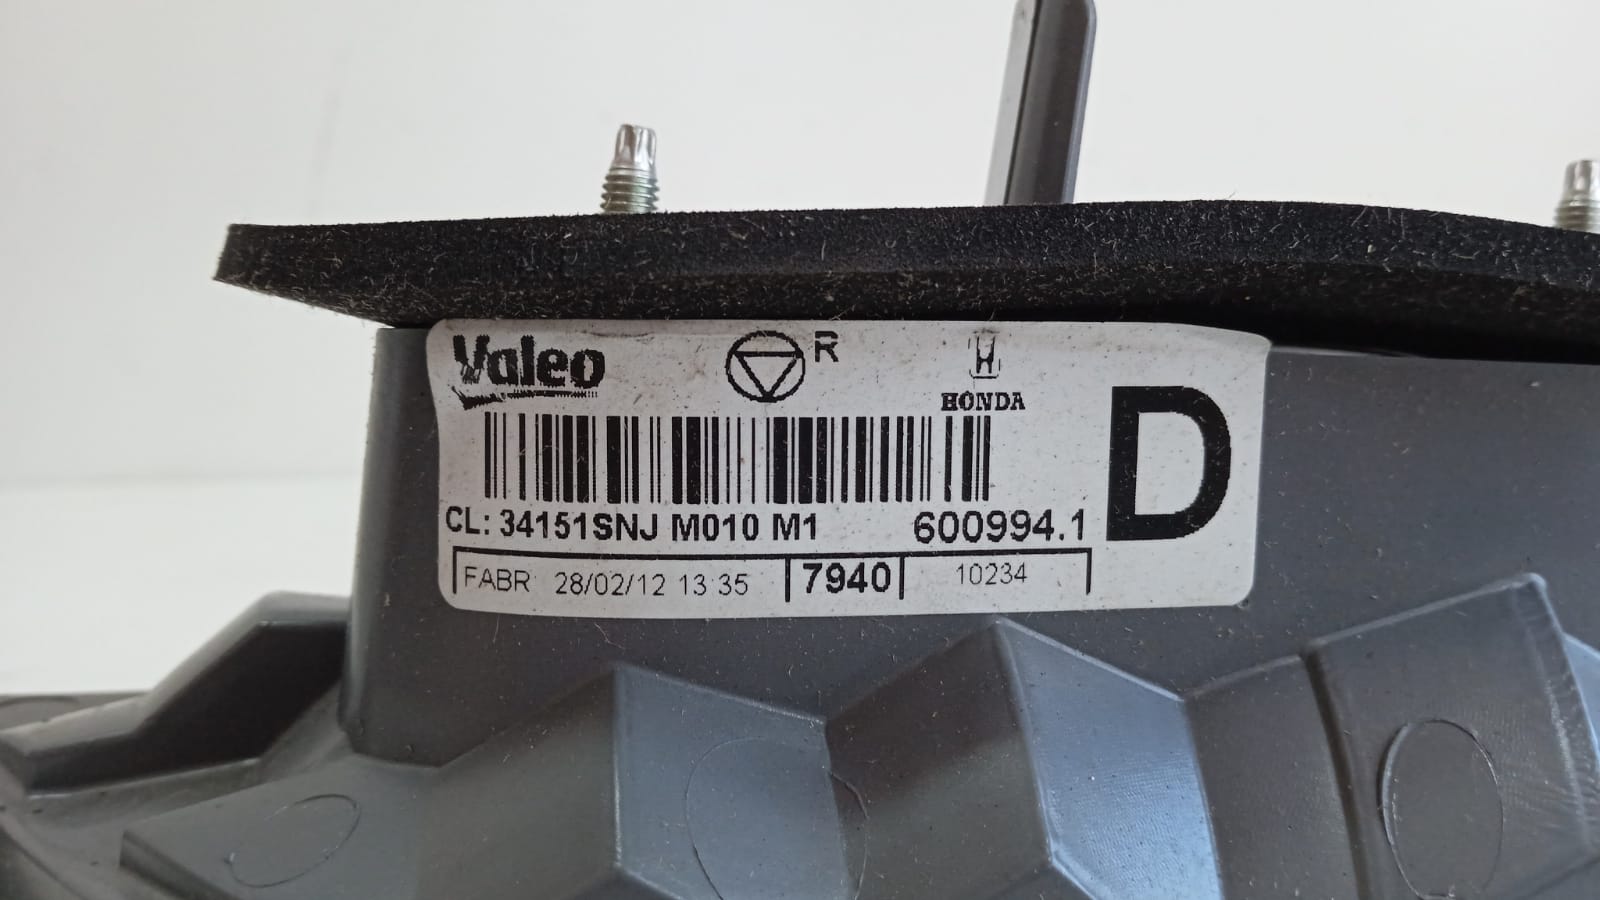 Valeo
R
HONDA
D
CL: 34151SNJ M010 M1 600994.1
FABR 28/02/12 13 35 7940 10234